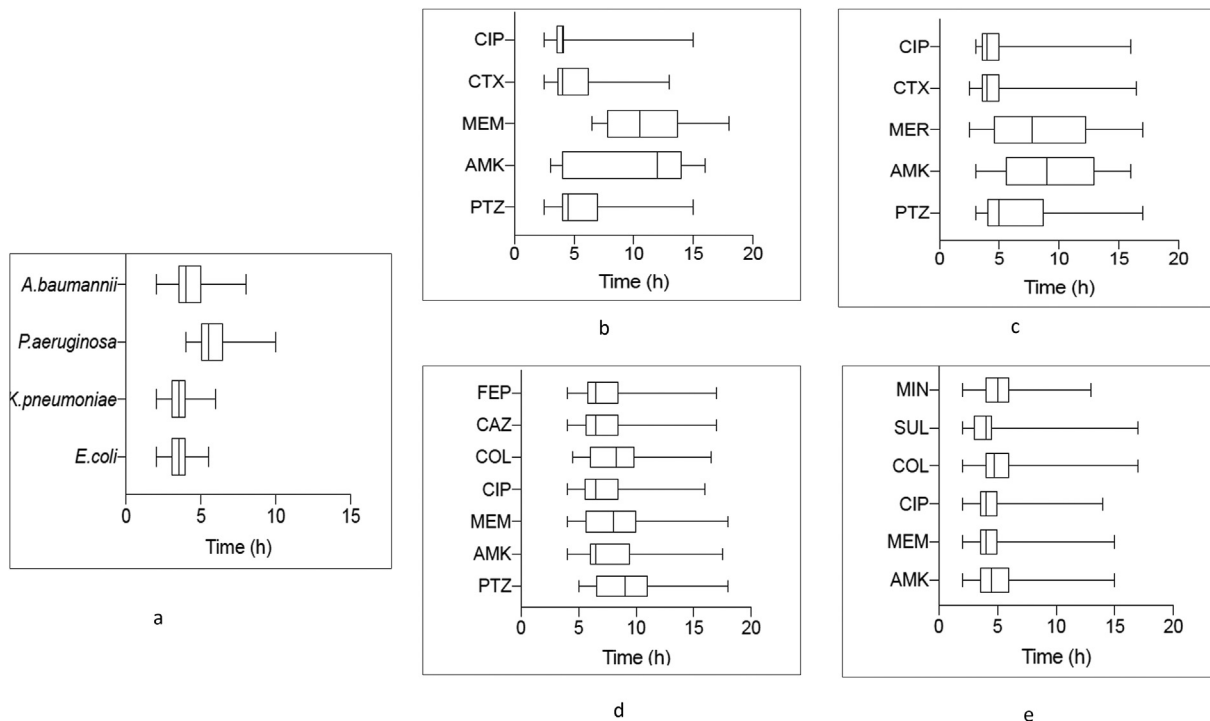 A.baumannii
P.aeruginosa
K.pneumoniae
E.coli
0 5 10 15
Time (h)
a
CIP
CTX
MEM
AMK
PTZ
0 5 10 15 20
Time (h)
b
CIP
CTX
MER
AMK
PTZ
0 5 10 15 20
Time (h)
c
FEP
CAZ
COL
CIP
MEM
AMK
PTZ
0 5 10 15 20
Time (h)
d
MIN
SUL
COL
CIP
MEM
AMK
0 5 10 15 20
Time (h)
e